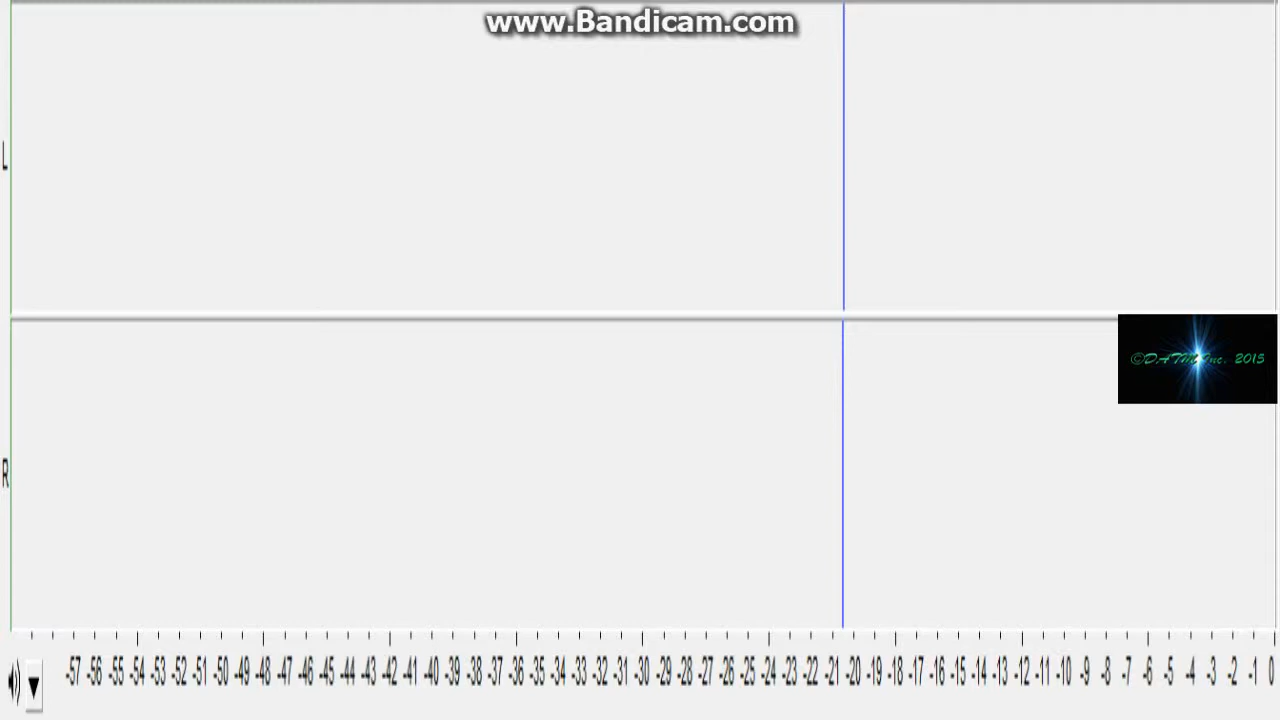 www.Bandicam.com
L
©DATM Inc. 2015
R
-57 -56 -55 -54 -53 -52 -51 -50 -49 -48 -47 -46 -45 -44 -43 -42 -41 -40 -39 -38 -37 -36 -35 -34 -33 -32 -31 -30 -29 -28 -27 -26 -25 -24 -23 -22 -21 -20 -19 -18 -17 -16 -15 -14 -13 -12 -11 -10 -9 -8 -7 -6 -5 -4 -3 -2 -1 0